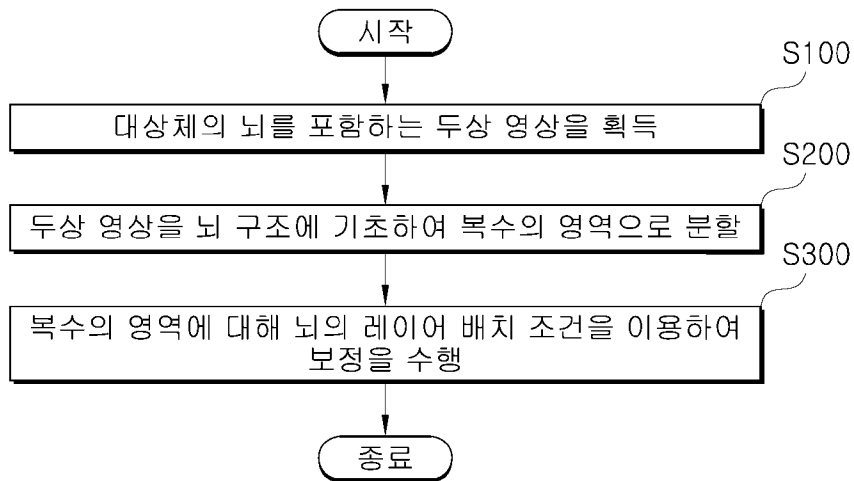 시작
S100
대상체의 뇌를 포함하는 두상 영상을 획득
S200
두상 영상을 뇌 구조에 기초하여 복수의 영역으로 분할
S300
복수의 영역에 대해 뇌의 레이어 배치 조건을 이용하여
보정을 수행
종료